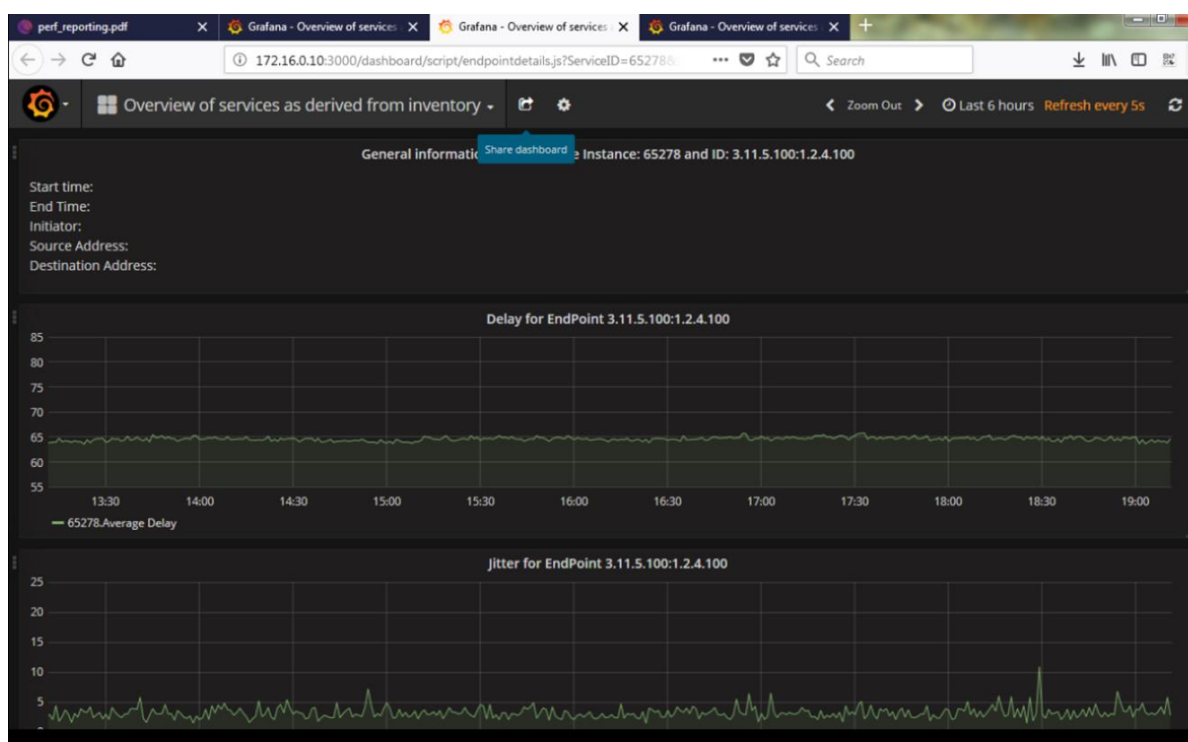 perf_reporting.pdf
Grafana - Overview of services
Grafana - Overview of services
Grafana - Overview of services
172.16.0.10:3000/dashboard/script/endpointdetails.js?ServiceID=65278&
Search
Overview of services as derived from inventory
Zoom Out
Last 6 hours Refresh every 5s
Share dashboard
General informatio e Instance: 65278 and ID: 3.11.5.100:1.2.4.100
Start time:
End Time:
Initiator:
Source Address:
Destination Address:
Delay for EndPoint 3.11.5.100:1.2.4.100
85
80
75
70
65
60
55
13:30 14:00 14:30 15:00 15:30 16:00 16:30 17:00 17:30 18:00 18:30 19:00
65278.Average Delay
Jitter for EndPoint 3.11.5.100:1.2.4.100
25
20
15
10
5